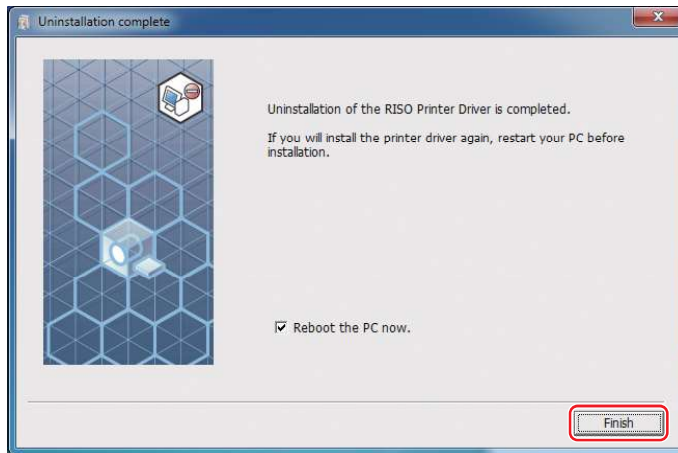 Uninstallation complete
Uninstallation of the RISO Printer Driver is completed.
If you will install the printer driver again, restart your PC before
installation.
Reboot the PC now.
Finish